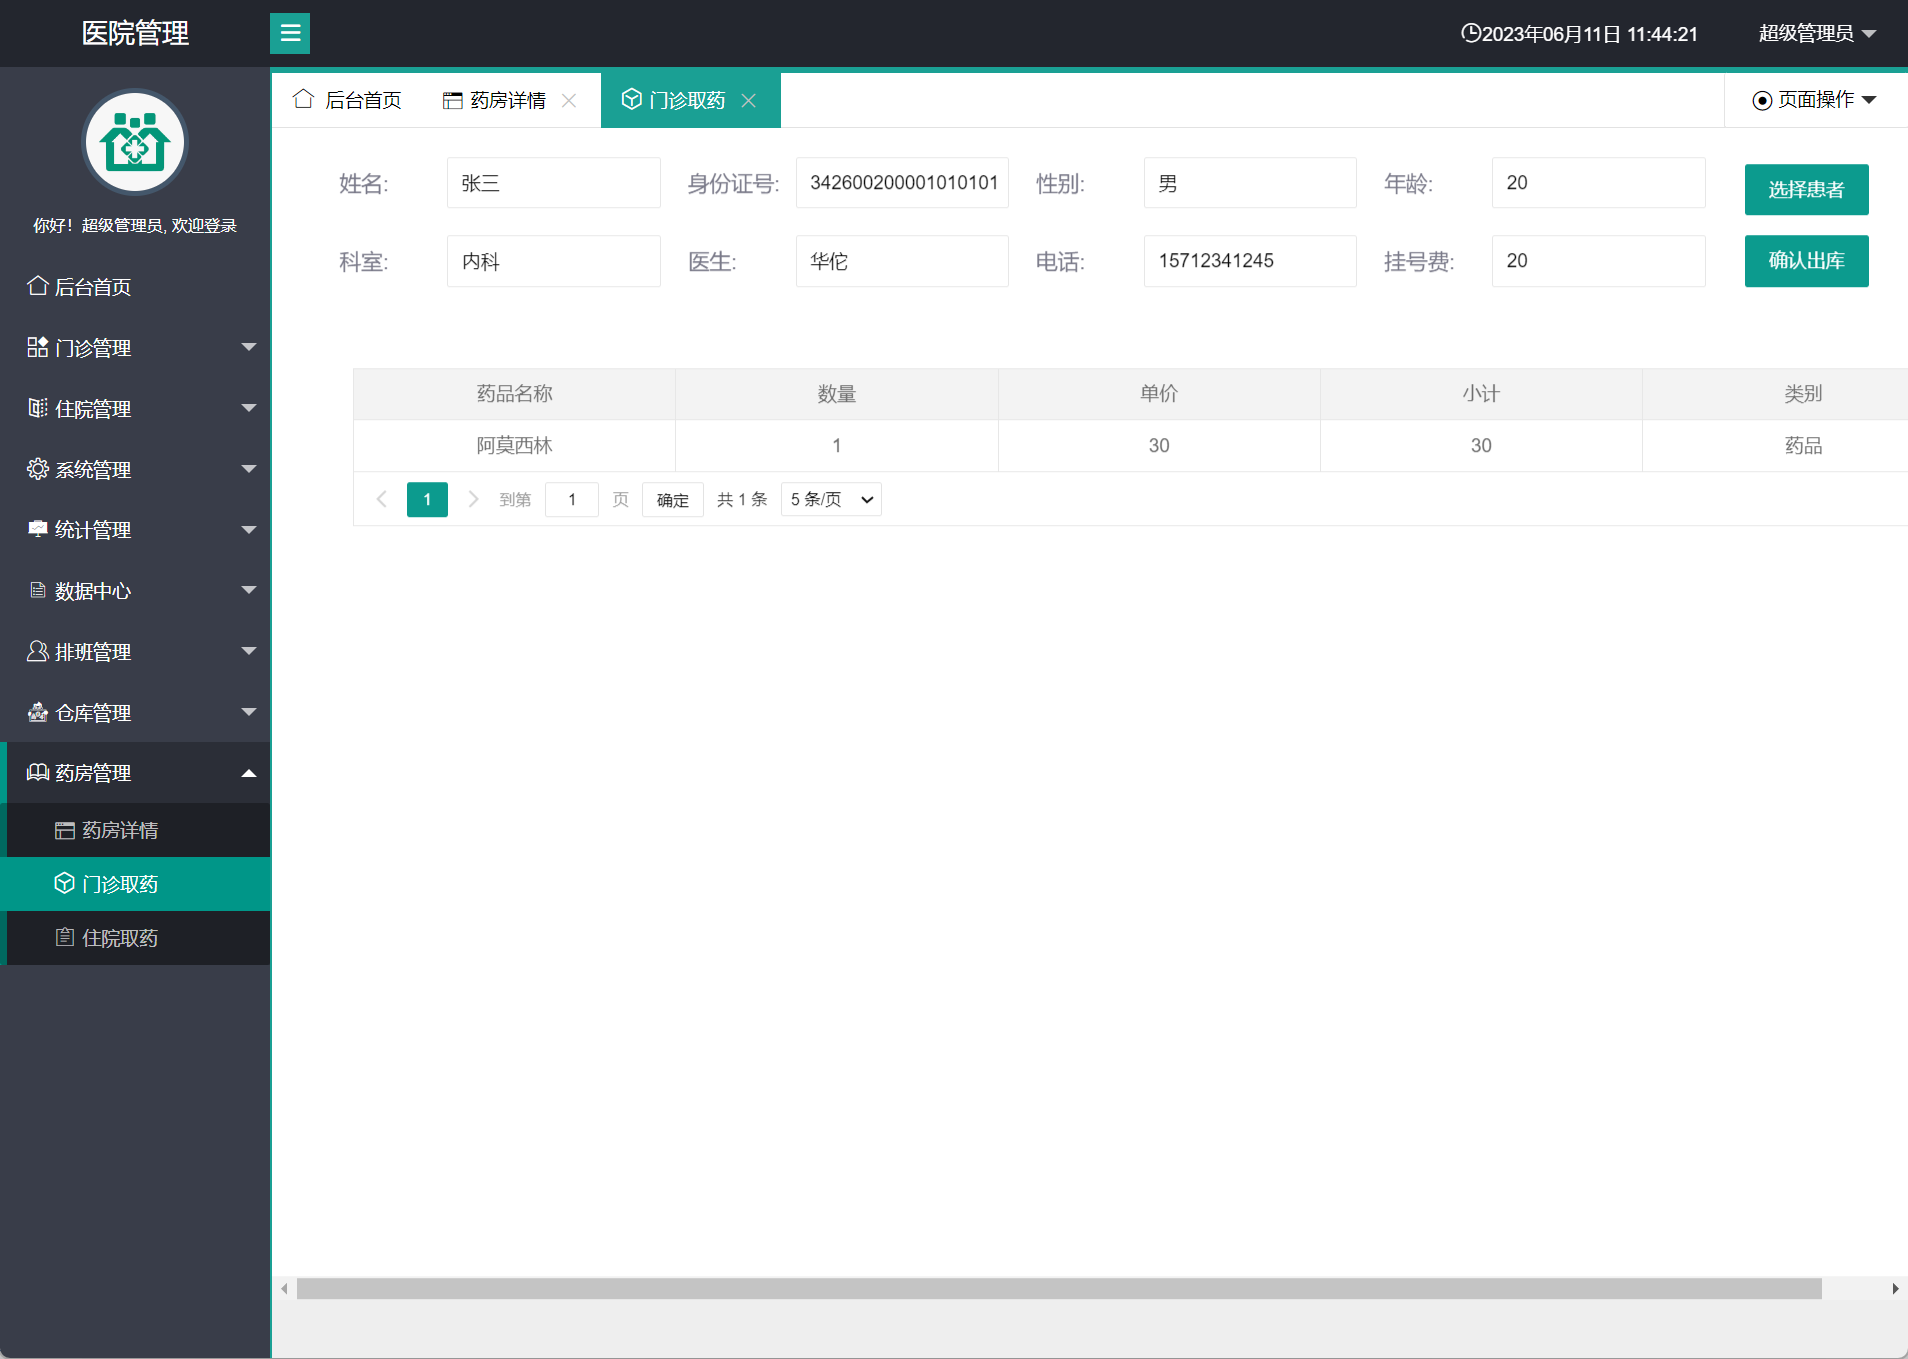 医院管理
2023年06月11日 11:44:21
超级管理员
你好！超级管理员, 欢迎登录
后台首页
门诊管理
住院管理
系统管理
统计管理
数据中心
排班管理
仓库管理
药房管理
药房详情
门诊取药
住院取药
后台首页 药房详情 门诊取药 页面操作
姓名: 张三 身份证号: 342600200001010101 性别: 男 年龄: 20 选择患者
科室: 内科 医生: 华佗 电话: 15712341245 挂号费: 20 确认出库
药品名称 数量 单价 小计 类别
阿莫西林 1 30 30 药品
1 到第 1 页 确定 共 1 条 5 条/页